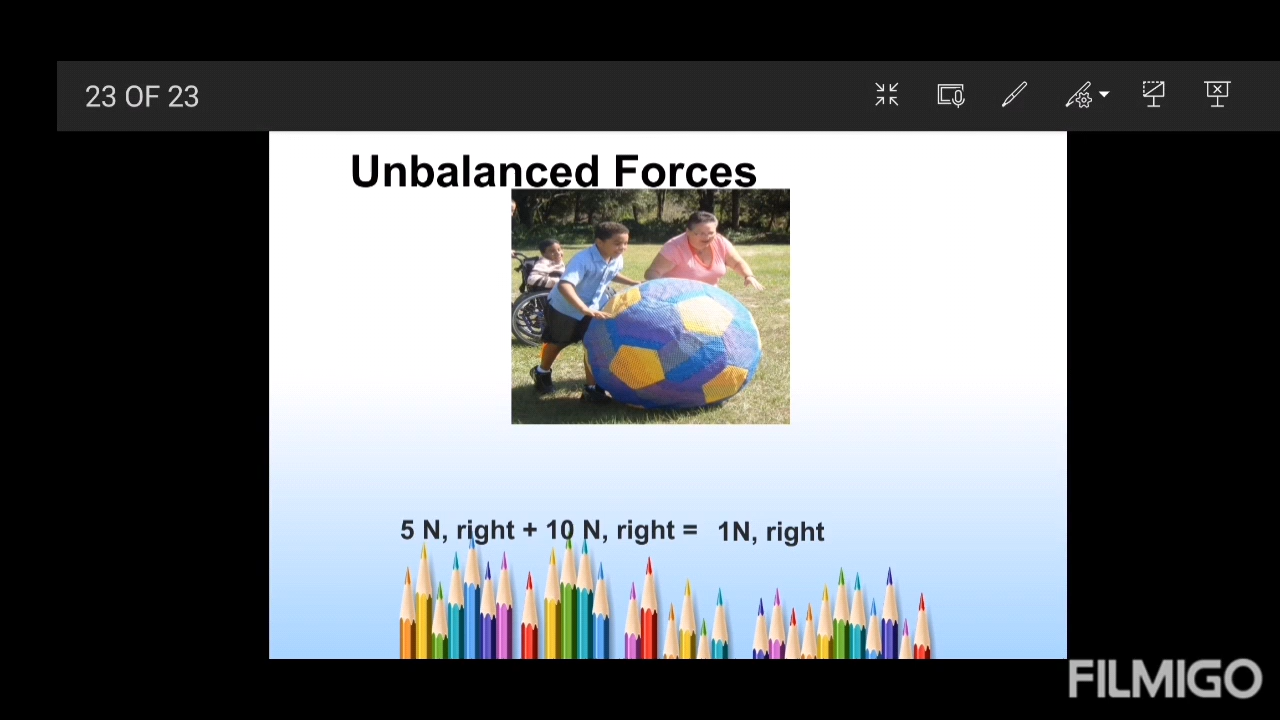 23 OF 23
Unbalanced Forces
5 N, right + 10 N, right = 1N, right
FILMIGO